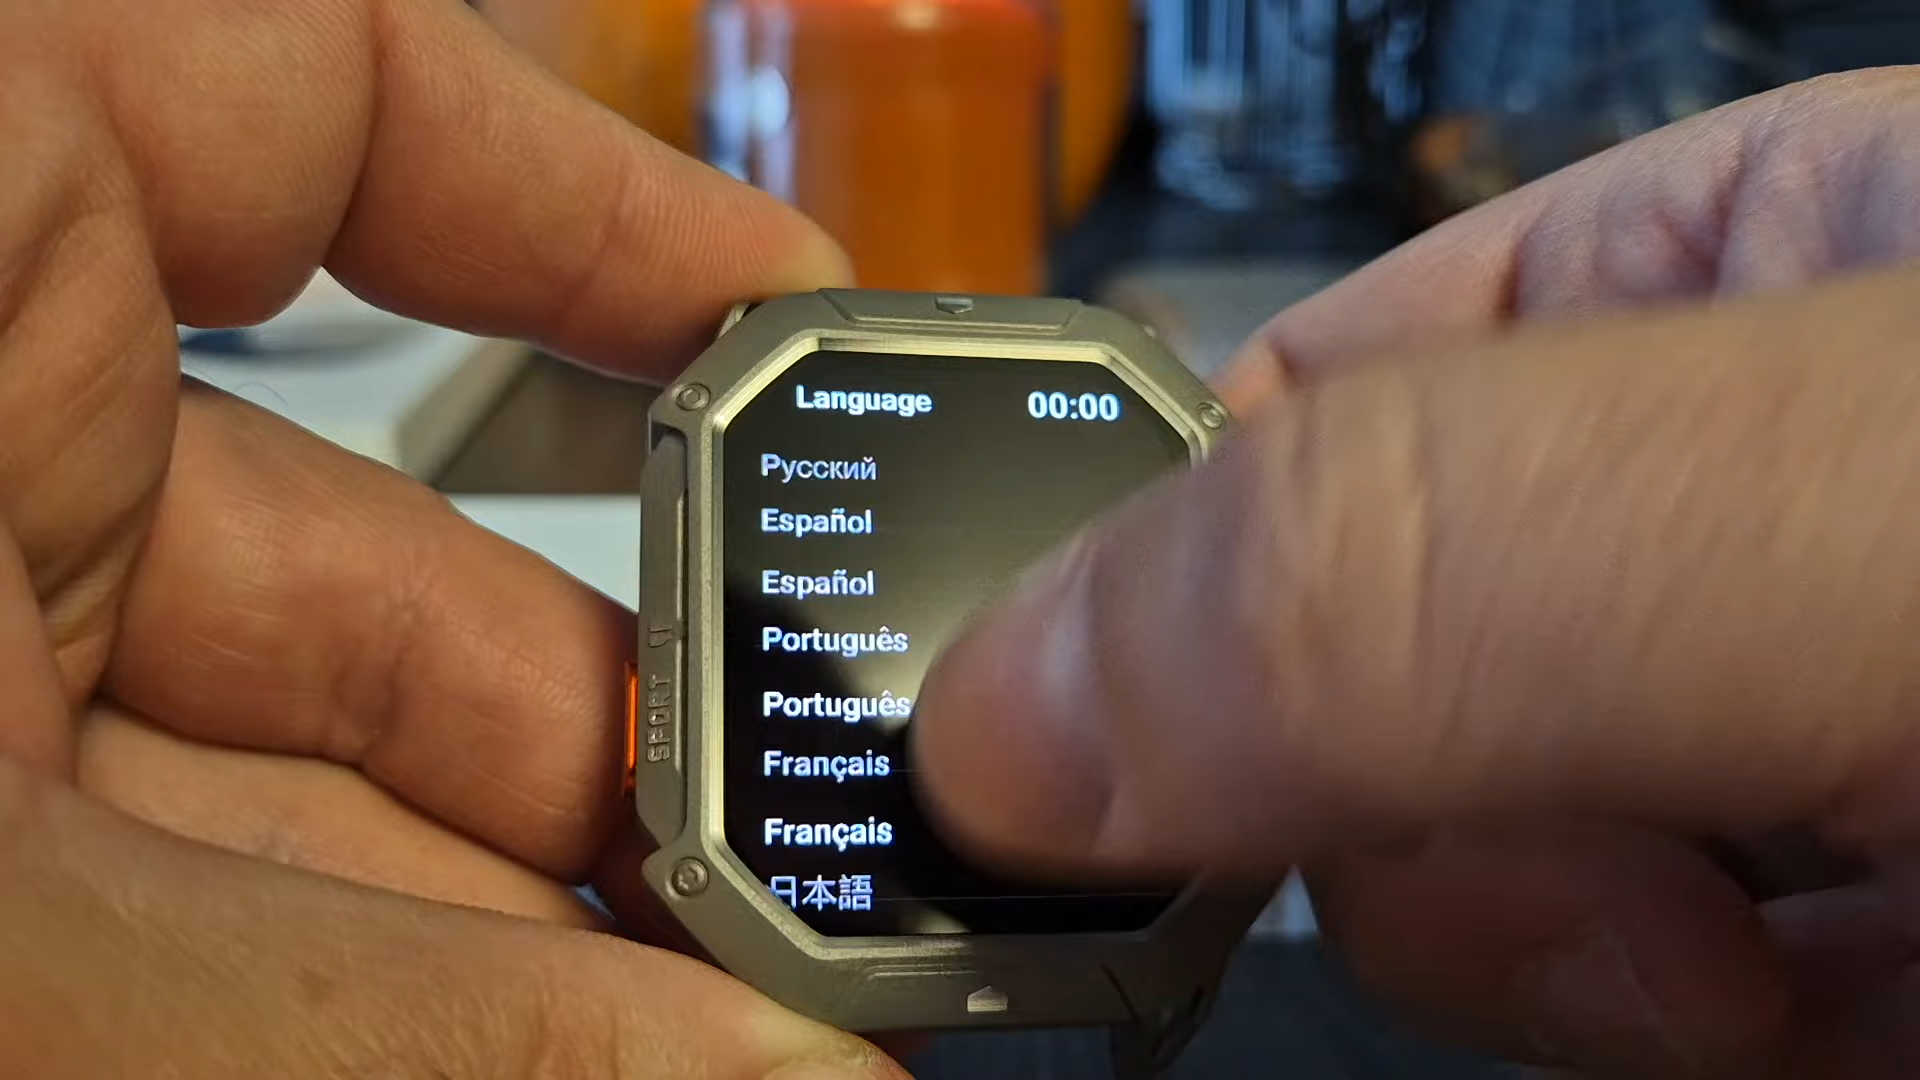 Language 00:00
Русский
Español
Español
Português
Português
Français
Français
日本語
SPORT